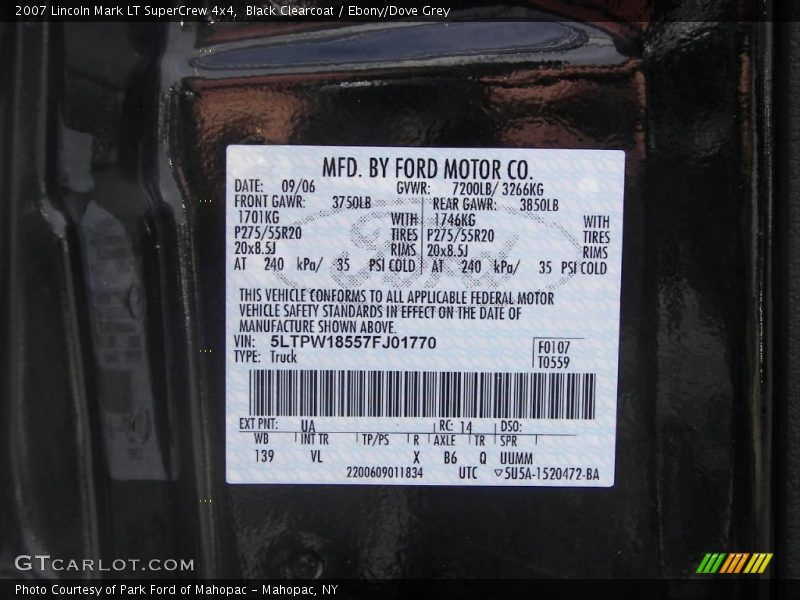 2007 Lincoln Mark LT SuperCrew 4x4, Black Clearcoat / Ebony/Dove Grey
MFD. BY FORD MOTOR CO.
DATE: 09/06 GVWR: 7200LB/ 3266KG
FRONT GAWR: 3750LB REAR GAWR: 3850LB
1701KG WITH 1746KG WITH
P275/55R20 TIRES P275/55R20 TIRES
20x8.5J RIMS 20x8.5J RIMS
AT 240 kPa/ 35 PSI COLD AT 240 kPa/ 35 PSI COLD
THIS VEHICLE CONFORMS TO ALL APPLICABLE FEDERAL MOTOR
VEHICLE SAFETY STANDARDS IN EFFECT ON THE DATE OF
MANUFACTURE SHOWN ABOVE.
VIN: 5LTPW18557FJ01770 F0107
TYPE: Truck T0559
EXT PNT: UA RC: 14 DSO:
WB INT TR TP/PS R AXLE TR SPR
139 VL X B6 Q UUMM
2200609011834 UTC ▽5U5A-1520472-BA
GTCARLOT.COM
Photo Courtesy of Park Ford of Mahopac - Mahopac, NY